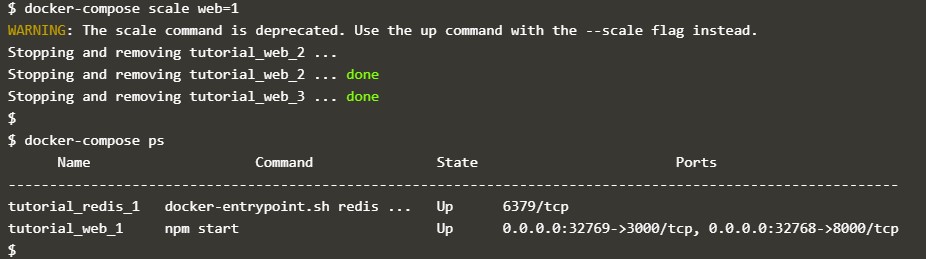 $ docker-compose scale web=1
WARNING: The scale command is deprecated. Use the up command with the --scale flag instead.
Stopping and removing tutorial_web_2 ...
Stopping and removing tutorial_web_2 ... done
Stopping and removing tutorial_web_3 ... done
$
$ docker-compose ps
      Name                    Command               State                        Ports
------------------------------------------------------------------------------------------------------------
tutorial_redis_1   docker-entrypoint.sh redis ...   Up      6379/tcp
tutorial_web_1     npm start                        Up      0.0.0.0:32769->3000/tcp, 0.0.0.0:32768->8000/tcp
$